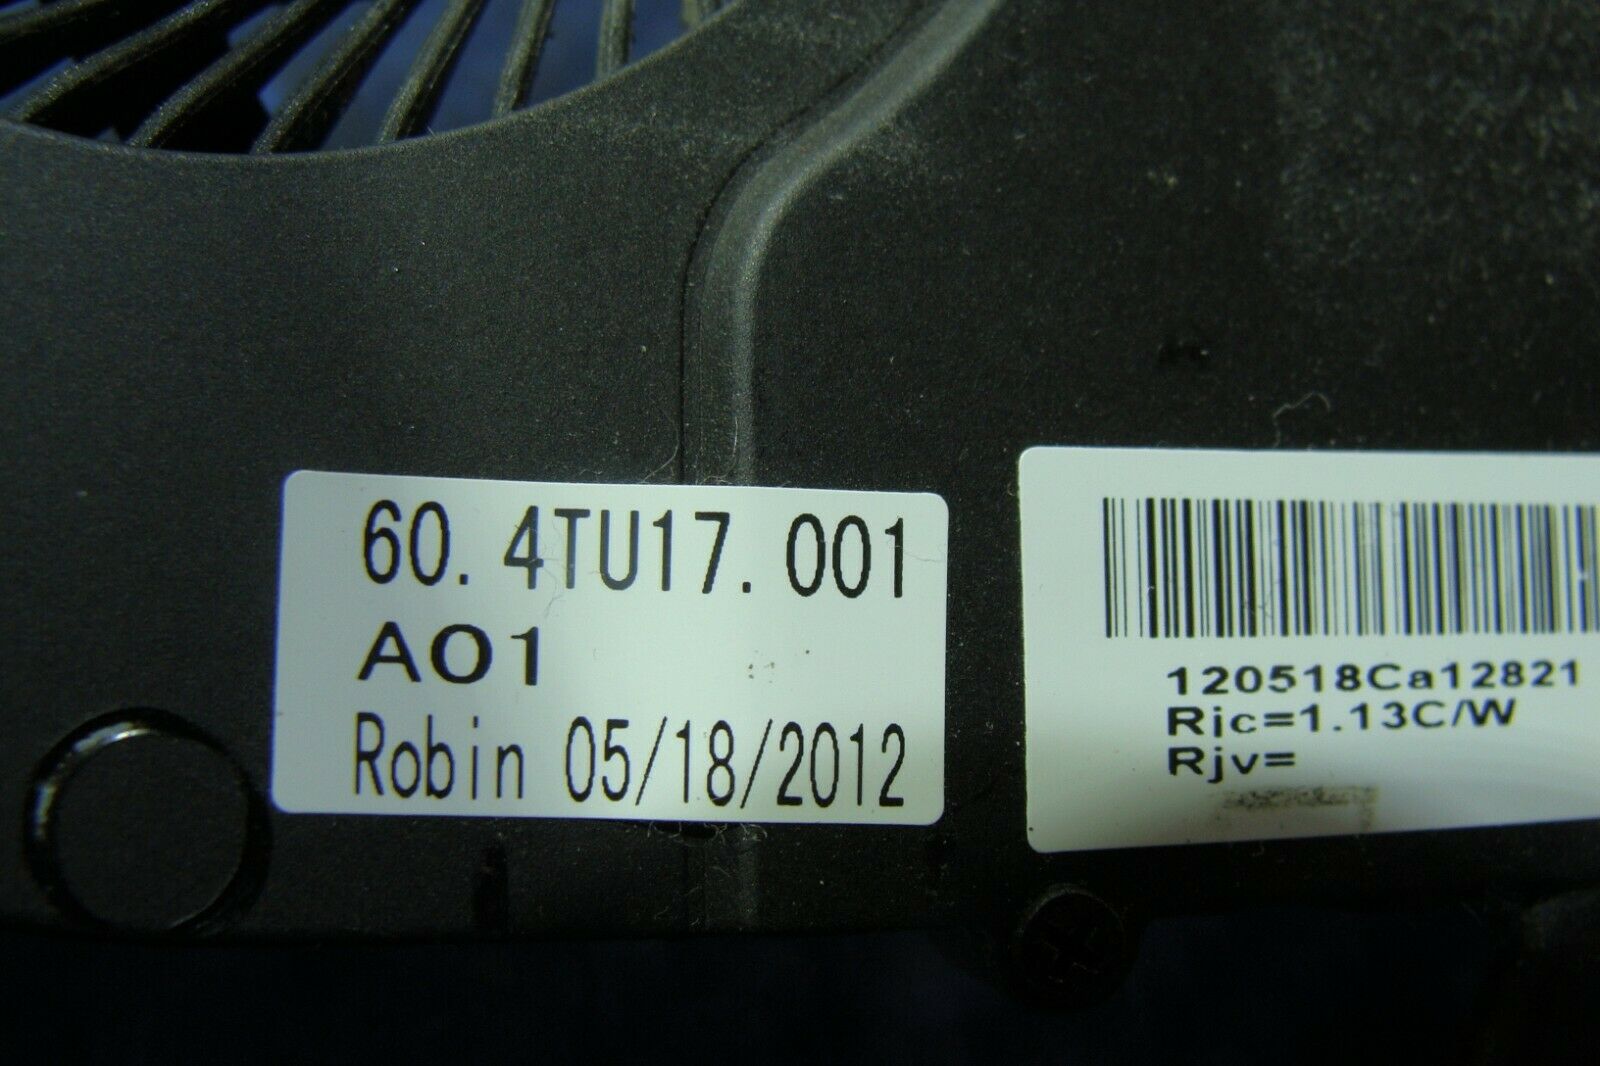 60.4TU17.001
A01
Robin 05/18/2012
120518Ca12821
Rjc=1.13C/W
Rjv=